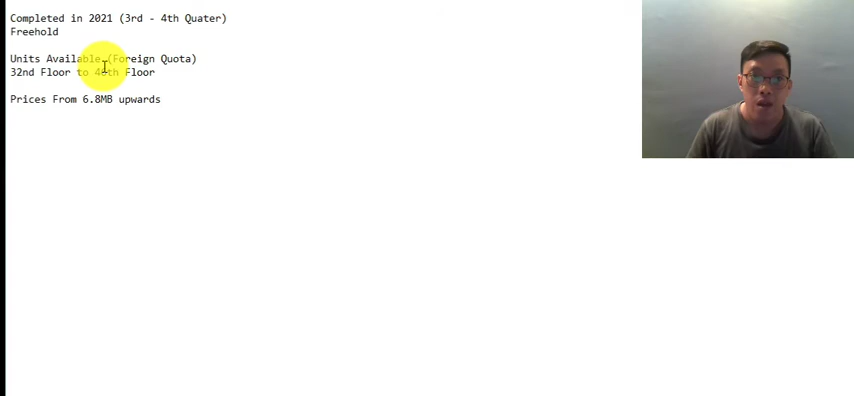 Completed in 2021 (3rd - 4th Quater)
Freehold
Units Available (Foreign Quota)
32nd Floor to Floor
Prices From 6.8MB upwards